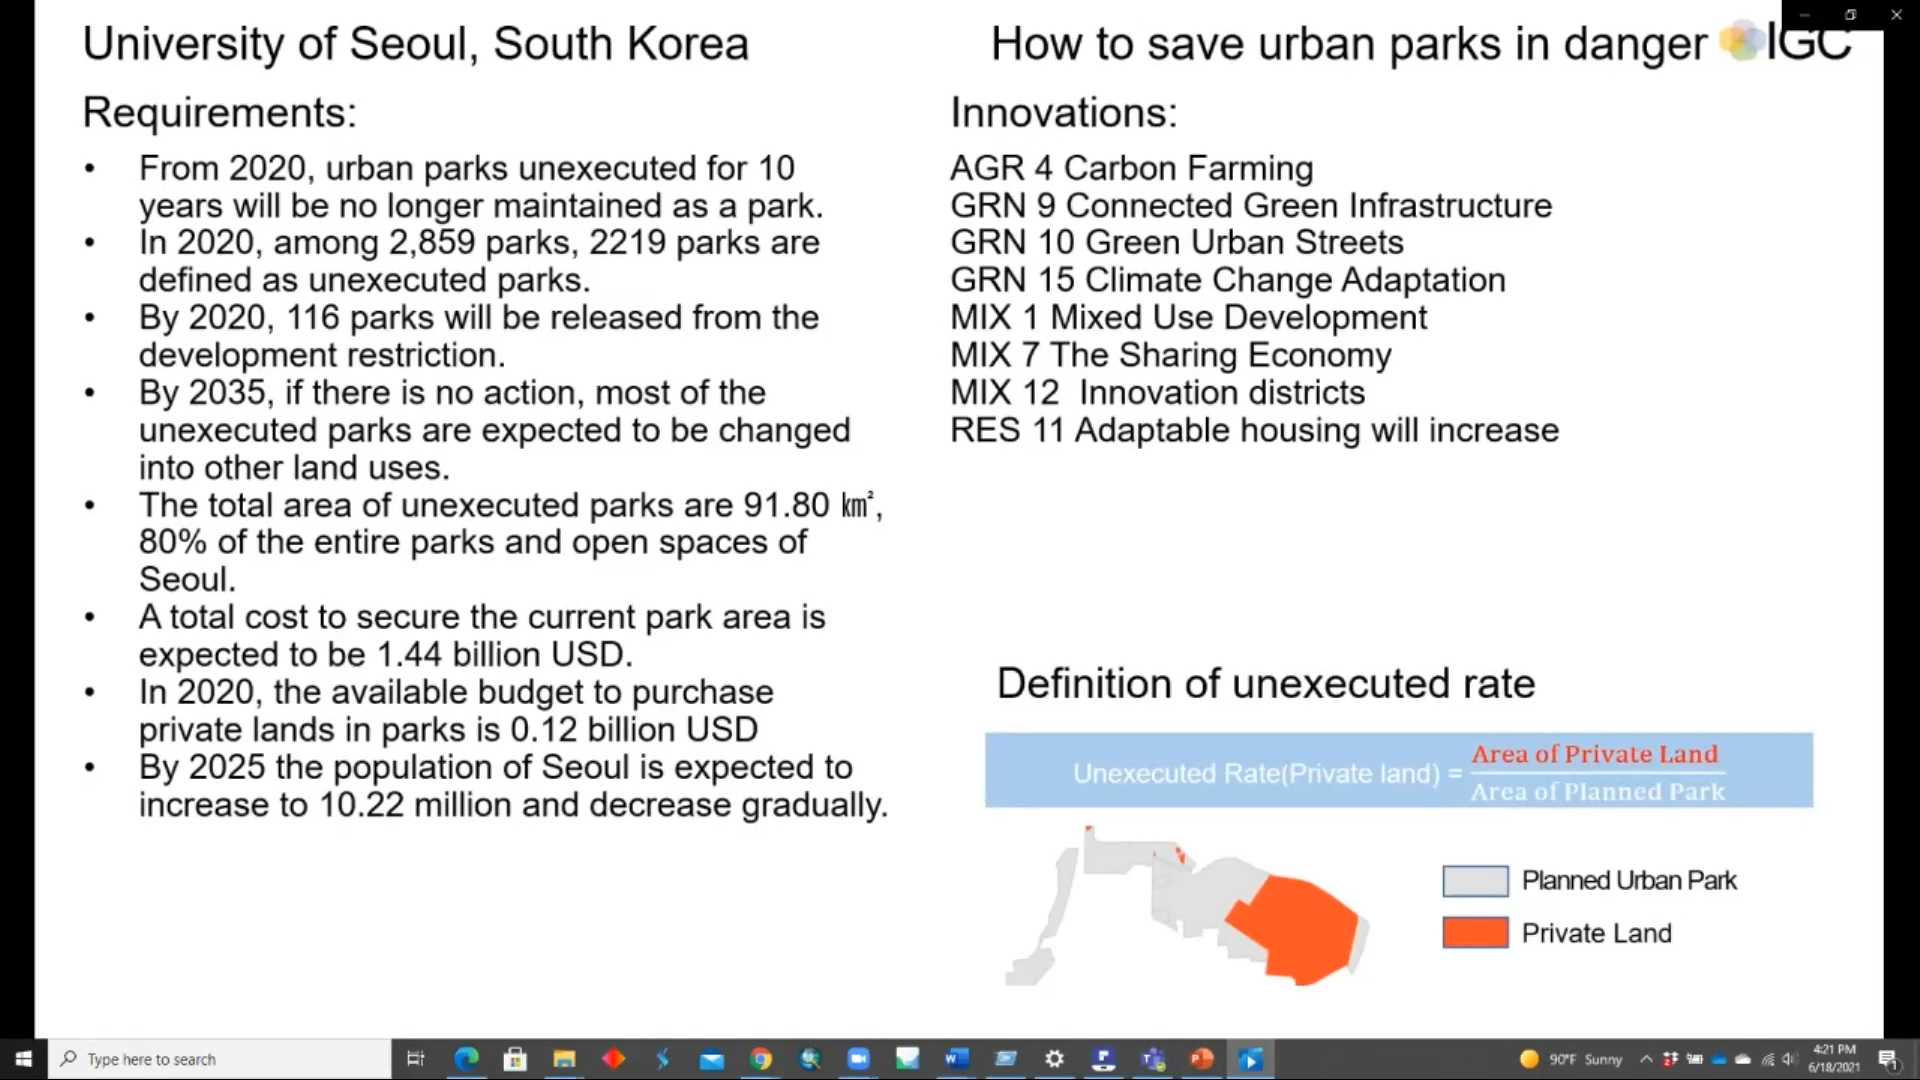 University of Seoul, South Korea
How to save urban parks in danger
IGC
Requirements:
• From 2020, urban parks unexecuted for 10
years will be no longer maintained as a park.
• In 2020, among 2,859 parks, 2219 parks are
defined as unexecuted parks.
• By 2020, 116 parks will be released from the
development restriction.
• By 2035, if there is no action, most of the
unexecuted parks are expected to be changed
into other land uses.
• The total area of unexecuted parks are 91.80 ㎢,
80% of the entire parks and open spaces of
Seoul.
• A total cost to secure the current park area is
expected to be 1.44 billion USD.
• In 2020, the available budget to purchase
private lands in parks is 0.12 billion USD
• By 2025 the population of Seoul is expected to
increase to 10.22 million and decrease gradually.
Innovations:
AGR 4 Carbon Farming
GRN 9 Connected Green Infrastructure
GRN 10 Green Urban Streets
GRN 15 Climate Change Adaptation
MIX 1 Mixed Use Development
MIX 7 The Sharing Economy
MIX 12  Innovation districts
RES 11 Adaptable housing will increase
Definition of unexecuted rate
Unexecuted Rate(Private land) =
Area of Private Land
Area of Planned Park
Planned Urban Park
Private Land
Type here to search
90°F Sunny
4:21 PM
6/18/2021